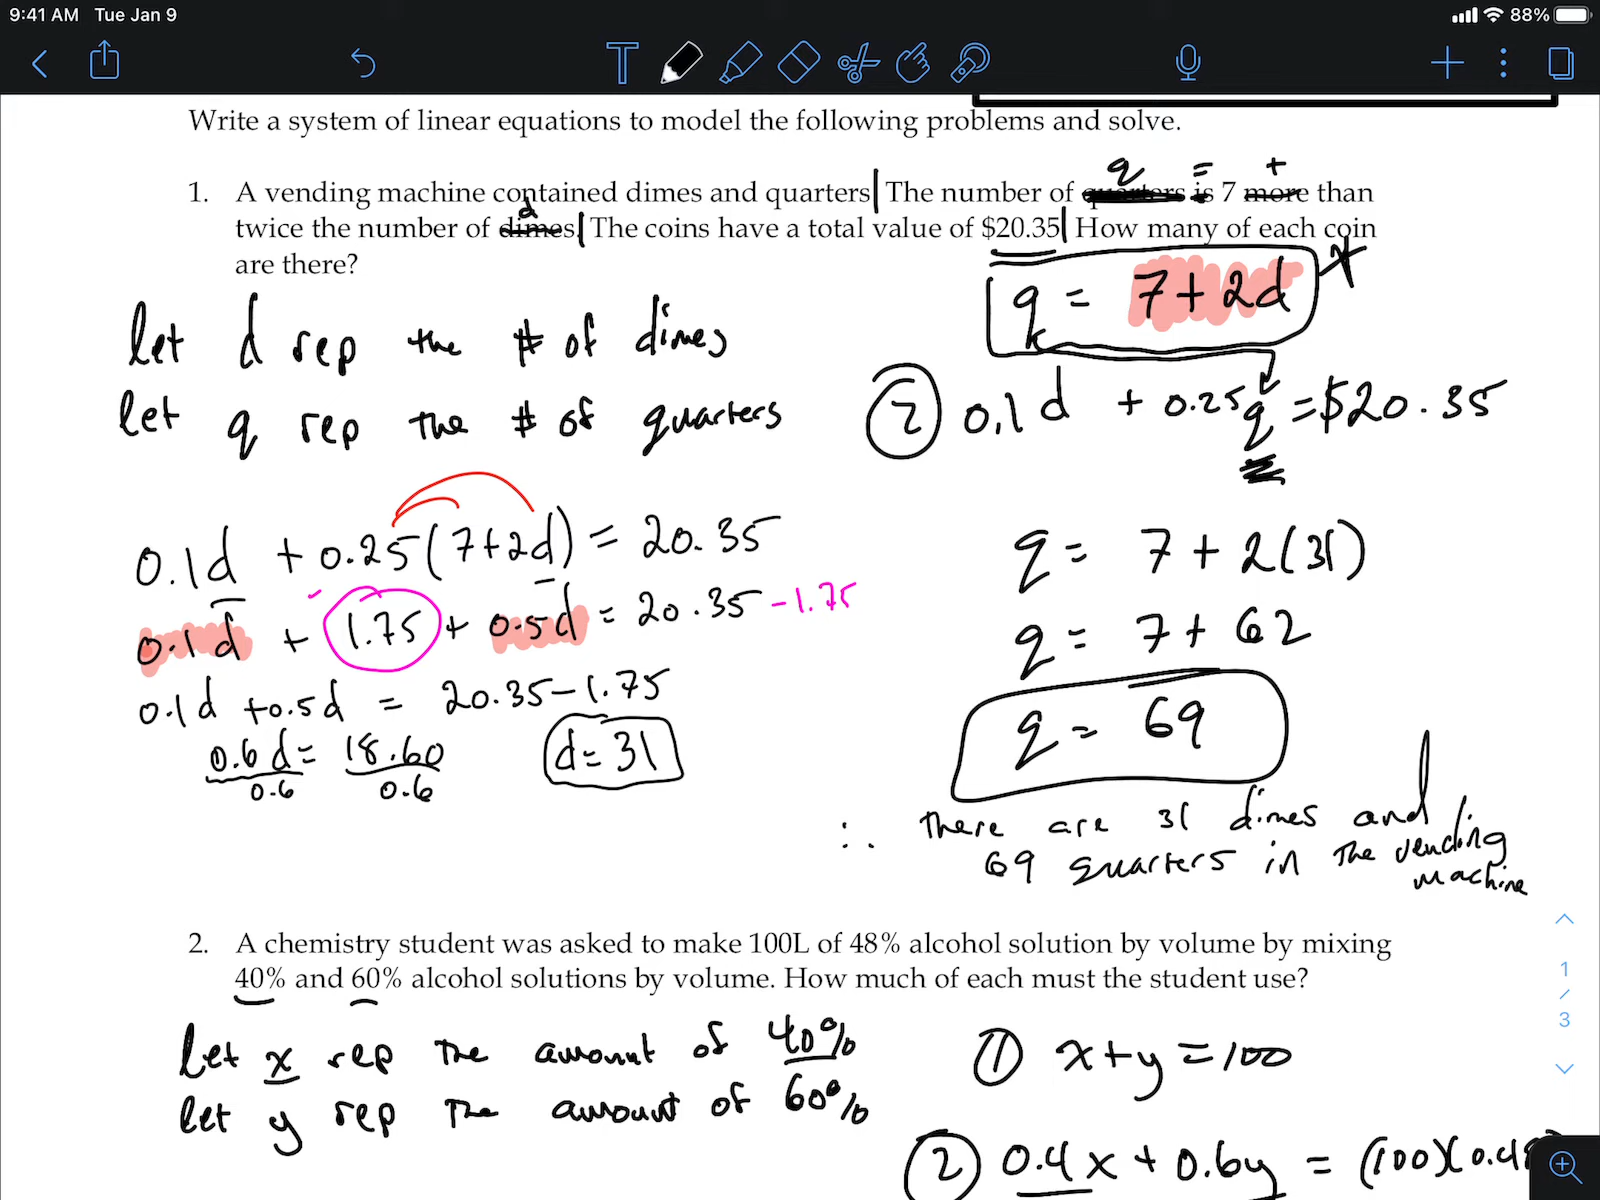 9:41 AM Tue Jan 9
88%
Write a system of linear equations to model the following problems and solve.
q = +
1. A vending machine contained dimes and quarters The number of quarters is 7 more than
d
twice the number of dimes. The coins have a total value of $20.35 How many of each coin
are there?
q = 7+2d
let d rep the # of dimes
let q rep the # of quarters
② 0.1d + 0.25q = $20.35
0.1d + 0.25(7+2d) = 20.35
0.1d + 1.75 + 0.5d = 20.35 -1.75
0.1d +0.5d = 20.35-1.75
0.6d = 18.60
0.6 0.6
d=31
q = 7 + 2(31)
q = 7 + 62
q = 69
∴ there are 31 dimes and
69 quarters in the vending
machine
2. A chemistry student was asked to make 100L of 48% alcohol solution by volume by mixing
40% and 60% alcohol solutions by volume. How much of each must the student use?
let x rep the amount of 40%
let y rep the amount of 60%
① x+y=100
② 0.4x + 0.6y = (100)(0.4
1
/
3